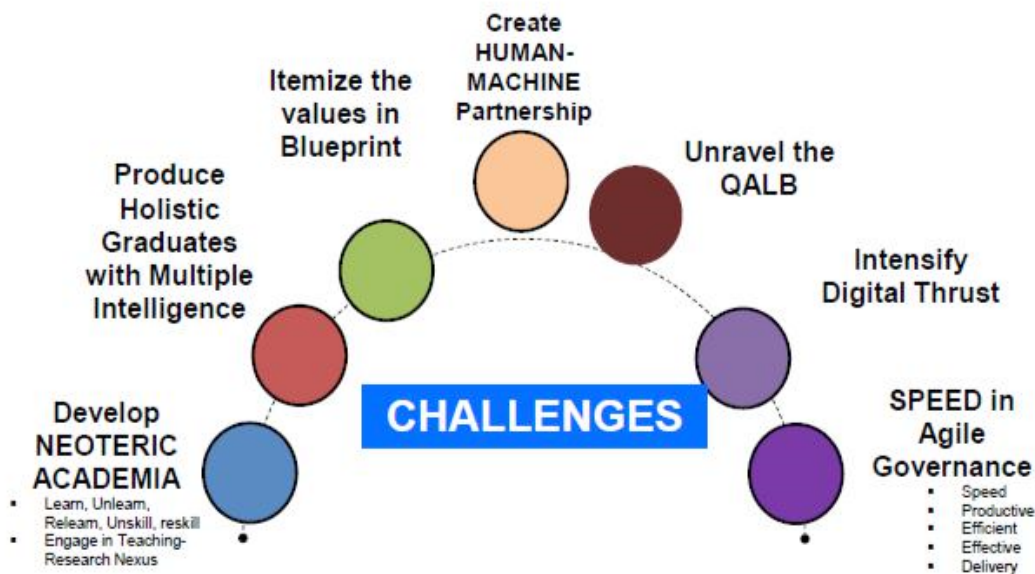 Develop
NEOTERIC
ACADEMIA
▪ Learn, Unlearn,
Relearn, Unskill, reskill
▪ Engage in Teaching-
Research Nexus
Produce
Holistic
Graduates
with Multiple
Intelligence
Itemize the
values in
Blueprint
Create
HUMAN-
MACHINE
Partnership
Unravel the
QALB
Intensify
Digital Thrust
SPEED in
Agile
Governance
▪ Speed
▪ Productive
▪ Efficient
▪ Effective
▪ Delivery
CHALLENGES